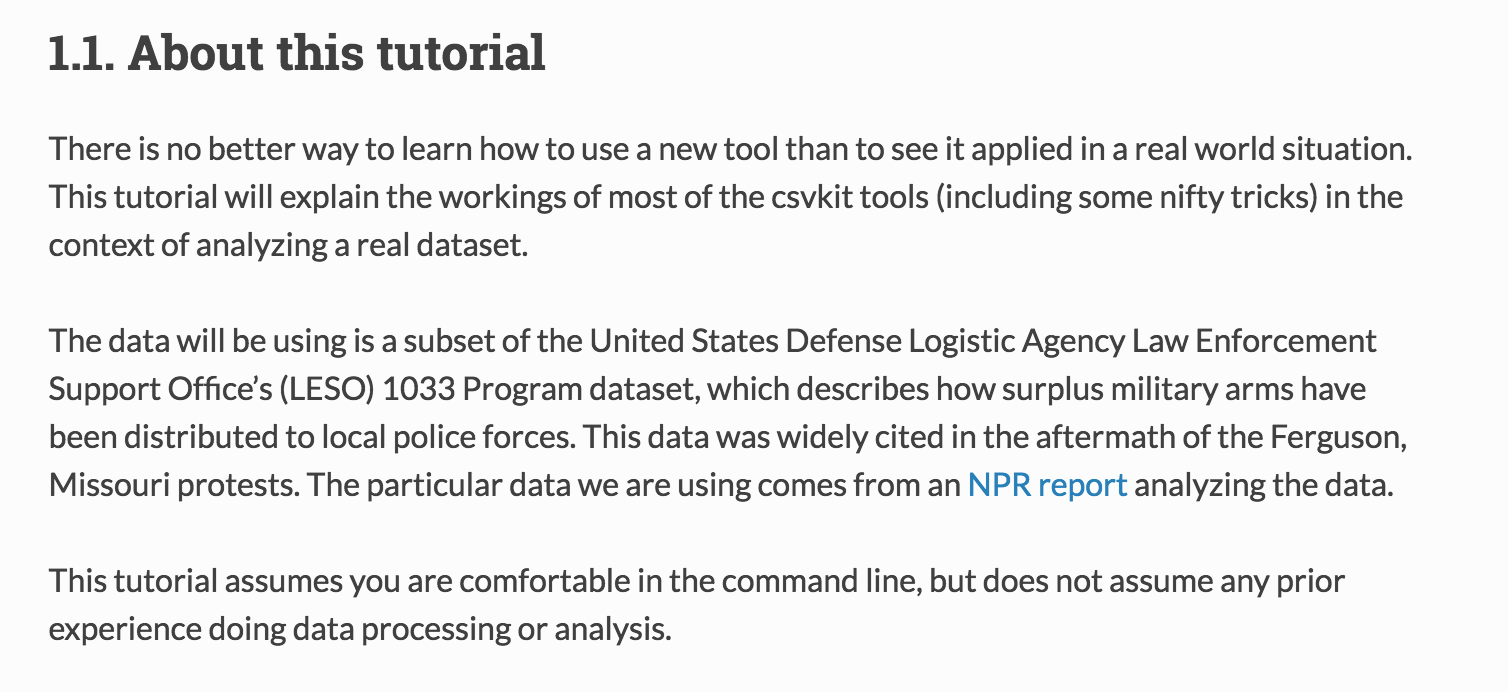 1.1. About this tutorial
There is no better way to learn how to use a new tool than to see it applied in a real world situation.
This tutorial will explain the workings of most of the csvkit tools (including some nifty tricks) in the
context of analyzing a real dataset.
The data will be using is a subset of the United States Defense Logistic Agency Law Enforcement
Support Office’s (LESO) 1033 Program dataset, which describes how surplus military arms have
been distributed to local police forces. This data was widely cited in the aftermath of the Ferguson,
Missouri protests. The particular data we are using comes from an NPR report analyzing the data.
This tutorial assumes you are comfortable in the command line, but does not assume any prior
experience doing data processing or analysis.